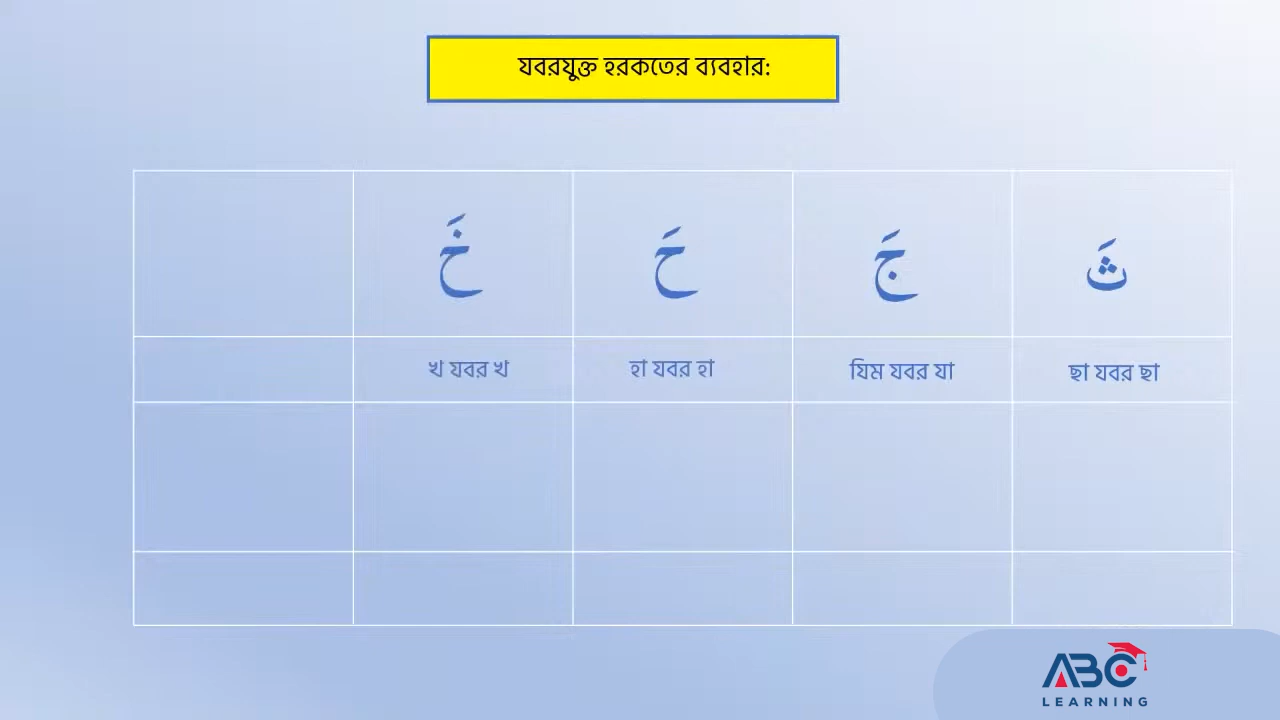 যবরযুক্ত হরকতের ব্যবহার:
خَ حَ جَ ثَ
খ যবর খ হা যবর হা যিম যবর যা ছা যবর ছা
ABC
LEARNING